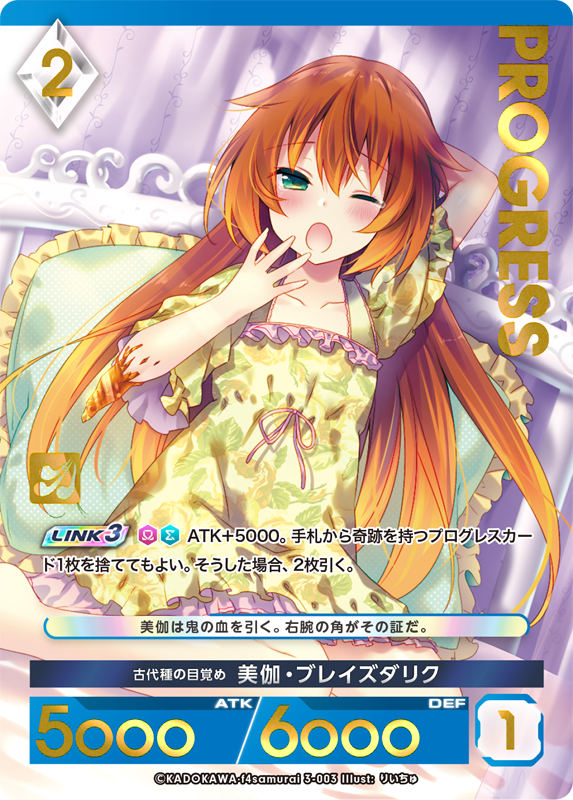 2
PROGRESS
LINK3 Ω Σ ATK+5000。手札から奇跡を持つプログレスカー
ド1枚を捨ててもよい。そうした場合、2枚引く。
美伽は鬼の血を引く。右腕の角がその証だ。
古代種の目覚め 美伽・ブレイズダリク
ATK DEF
5000 6000 1
©KADOKAWA・f4samurai 3-003 Illust: りいちゅ